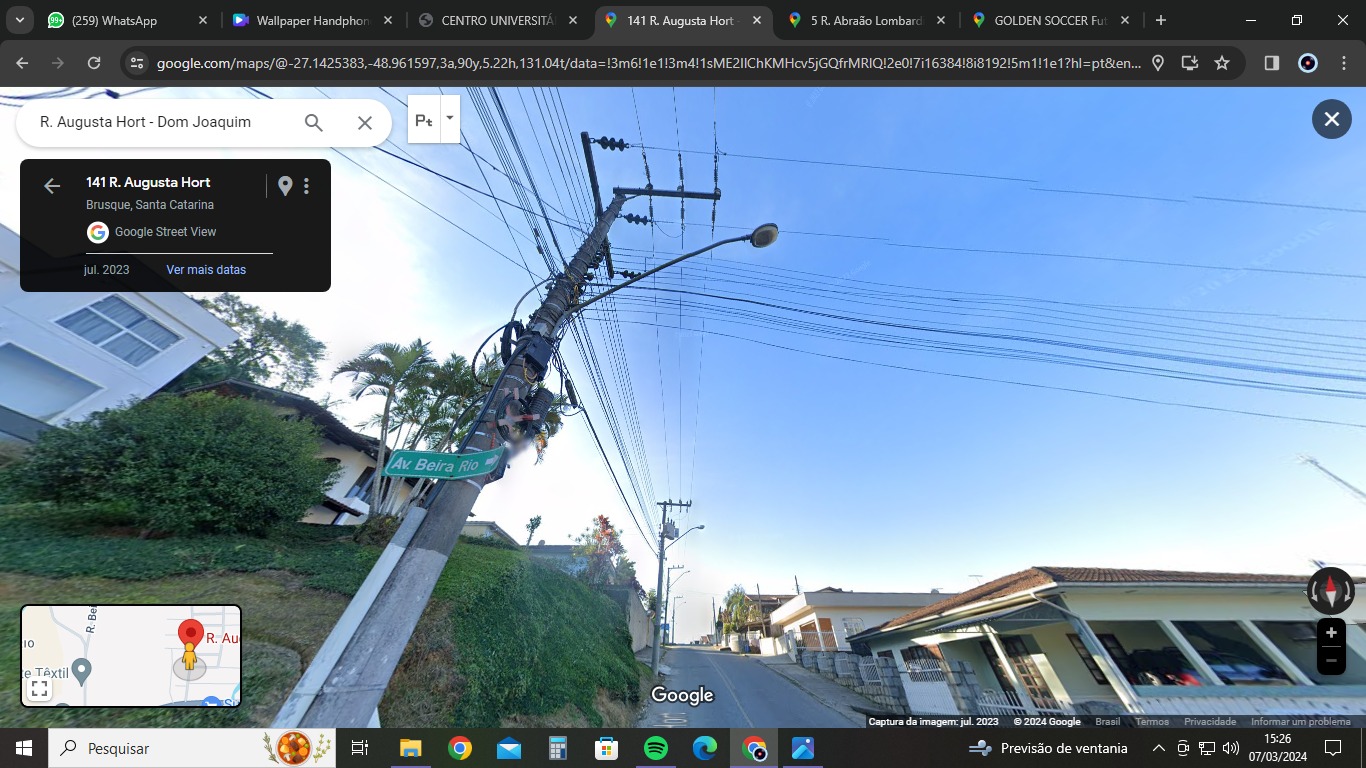 (259) WhatsApp
Wallpaper Handphon
CENTRO UNIVERSITÁ
141 R. Augusta Hort -
5 R. Abraão Lombard
GOLDEN SOCCER Fut
google.com/maps/@-27.1425383,-48.961597,3a,90y,5.22h,131.04t/data=!3m6!1e1!3m4!1sME2IIChKMHcv5jGQfrMRIQ!2e0!7i16384!8i8192!5m1!1e1?hl=pt&en...
R. Augusta Hort - Dom Joaquim
141 R. Augusta Hort
Brusque, Santa Catarina
Google Street View
jul. 2023 Ver mais datas
Av. Beira Rio
R. Bei
R. Au
io
te Têxtil
Google
Captura da imagem: jul. 2023 © 2024 Google Brasil Termos Privacidade Informar um problema
Pesquisar
Previsão de ventania
15:26
07/03/2024